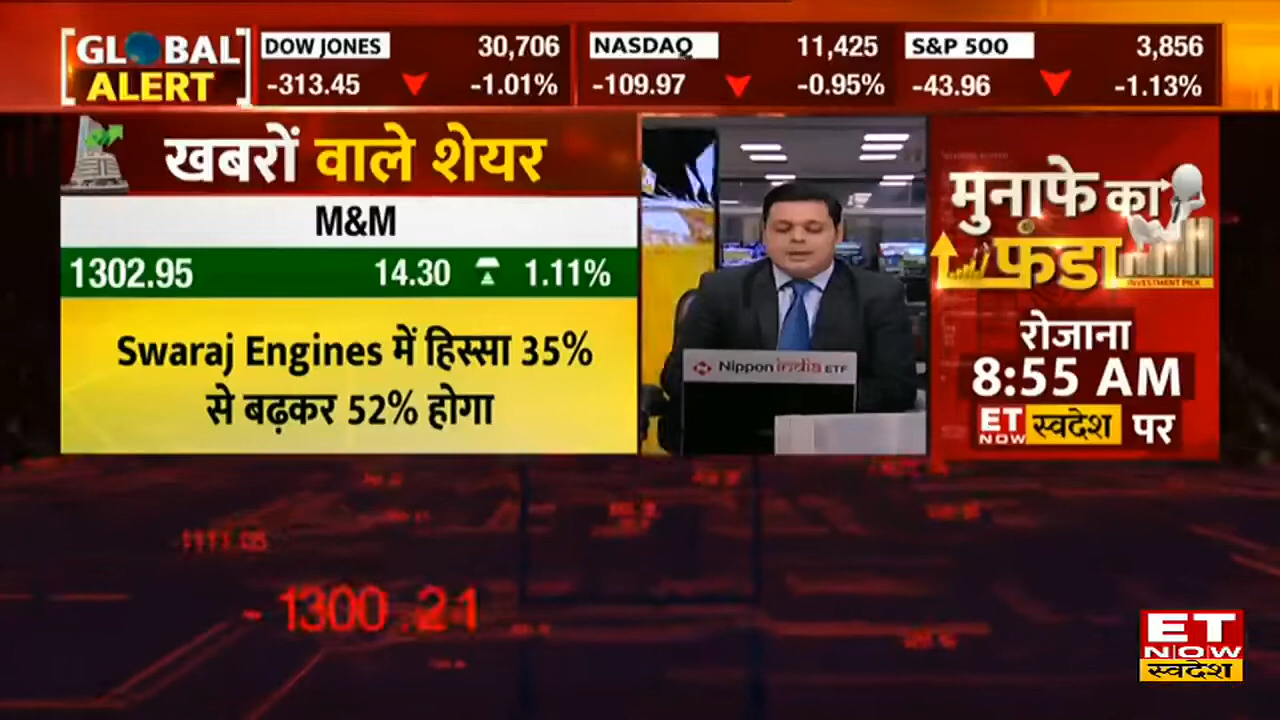 GLOBAL
ALERT
DOW JONES 30,706
-313.45 -1.01%
NASDAQ 11,425
-109.97 -0.95%
S&P 500 3,856
-43.96 -1.13%
खबरों वाले शेयर
M&M
1302.95 14.30 1.11%
Swaraj Engines में हिस्सा 35%
से बढ़कर 52% होगा
Nippon india ETF
मुनाफे का
फंडा
INVESTMENT PICK
रोजाना
8:55 AM
ET NOW स्वदेश पर
- 1300.21
ET
NOW
स्वदेश